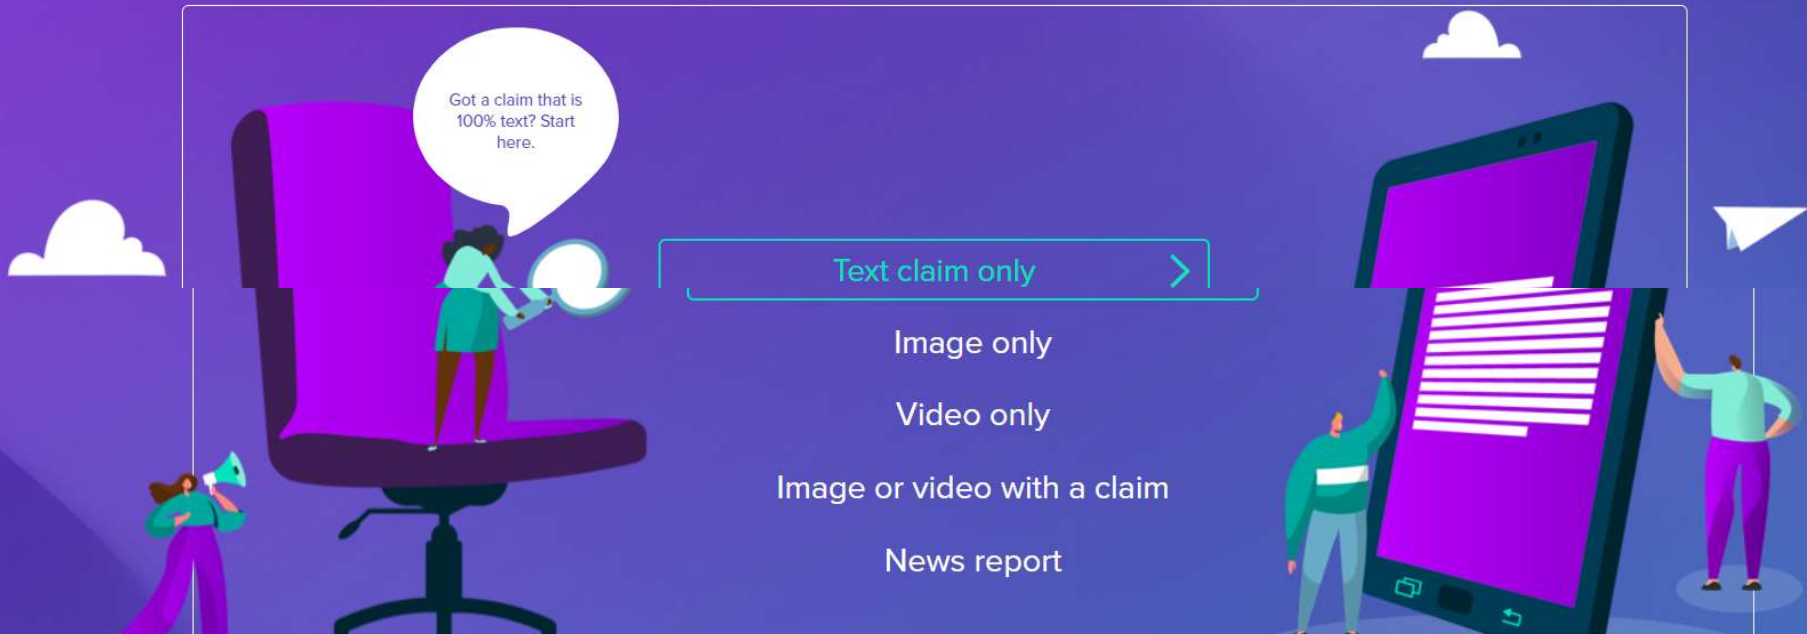 Got a claim that is
100% text? Start
here.
Text claim only
Image only
Video only
Image or video with a claim
News report